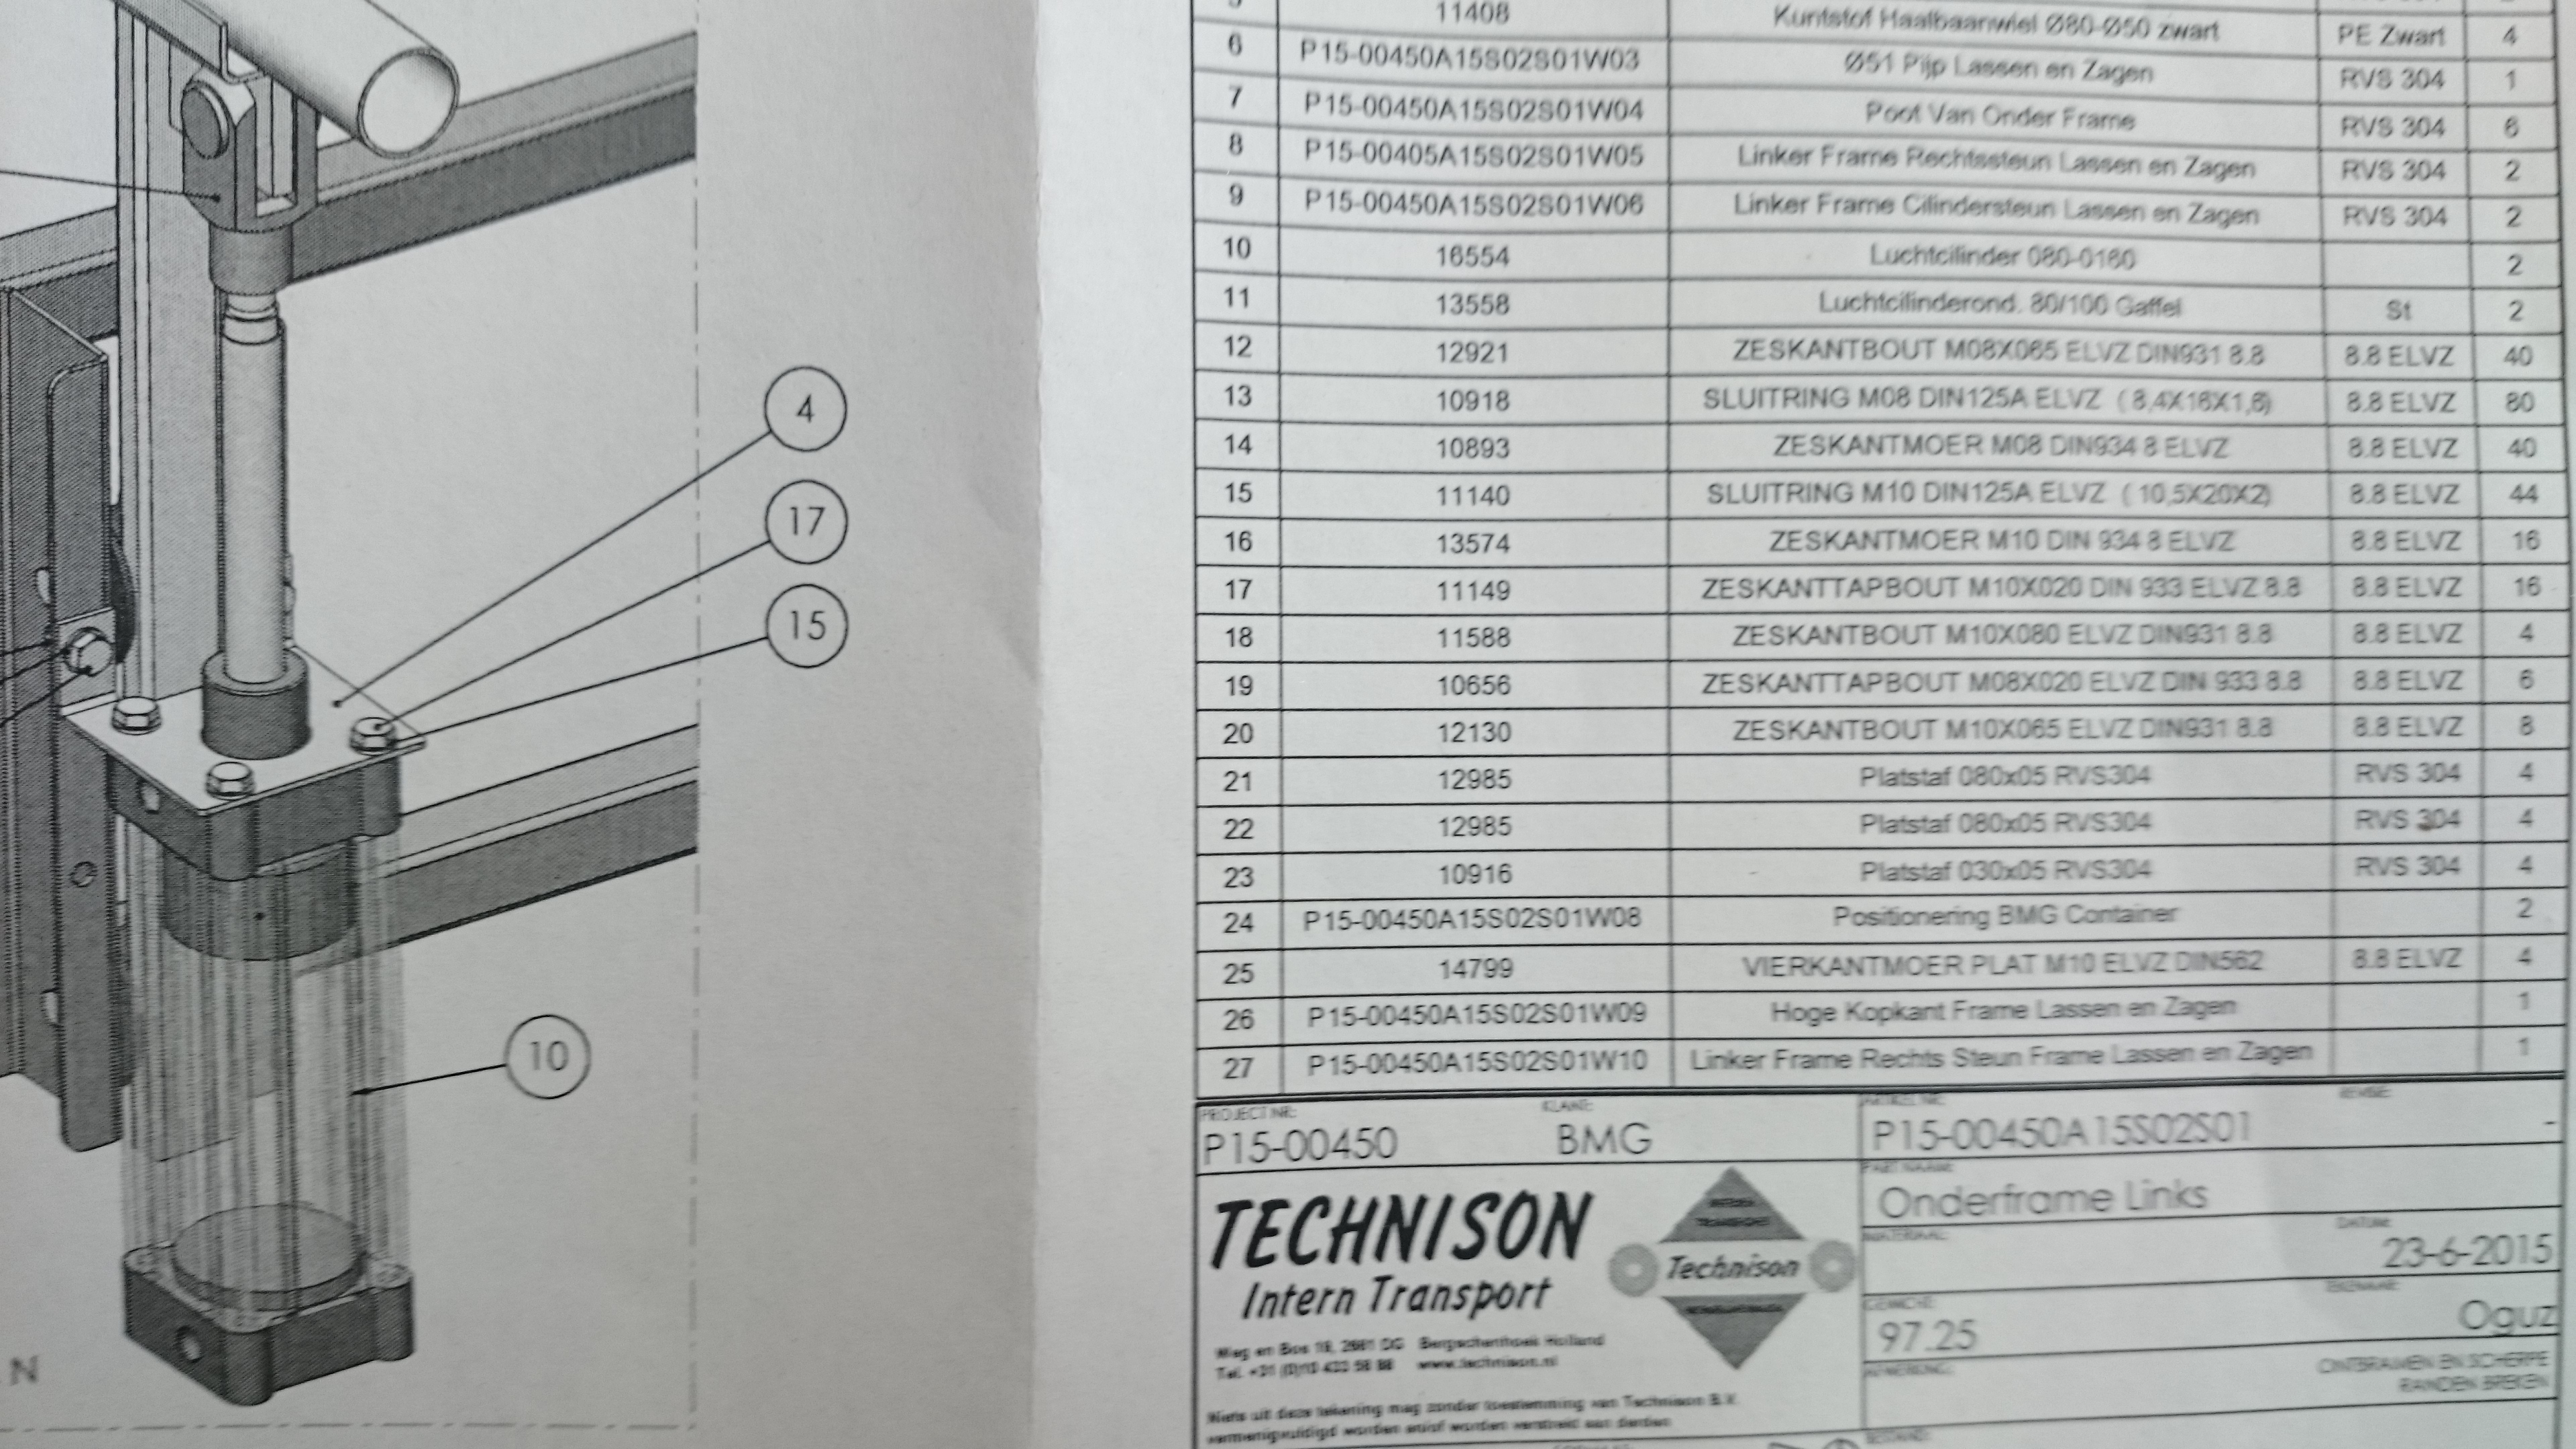 4
17
15
10
N
5 11408 Kuntstof Haalbaanwiel Ø80-Ø50 zwart PE Zwart 4
6 P15-00450A15S02S01W03 Ø51 Pijp Lassen en Zagen RVS 304 1
7 P15-00450A15S02S01W04 Poot Van Onder Frame RVS 304 6
8 P15-00405A15S02S01W05 Linker Frame Rechtssteun Lassen en Zagen RVS 304 2
9 P15-00450A15S02S01W06 Linker Frame Cilindersteun Lassen en Zagen RVS 304 2
10 16554 Luchtcilinder 080-0160 2
11 13558 Luchtcilinderond. 80/100 Gaffel St 2
12 12921 ZESKANTBOUT M08X065 ELVZ DIN931 8.8 8.8 ELVZ 40
13 10918 SLUITRING M08 DIN125A ELVZ (8,4X16X1,6) 8.8 ELVZ 80
14 10893 ZESKANTMOER M08 DIN934 8 ELVZ 8.8 ELVZ 40
15 11140 SLUITRING M10 DIN125A ELVZ (10,5X20X2) 8.8 ELVZ 44
16 13574 ZESKANTMOER M10 DIN 934 8 ELVZ 8.8 ELVZ 16
17 11149 ZESKANTTAPBOUT M10X020 DIN 933 ELVZ 8.8 8.8 ELVZ 16
18 11588 ZESKANTBOUT M10X080 ELVZ DIN931 8.8 8.8 ELVZ 4
19 10656 ZESKANTTAPBOUT M08X020 ELVZ DIN 933 8.8 8.8 ELVZ 6
20 12130 ZESKANTBOUT M10X065 ELVZ DIN931 8.8 8.8 ELVZ 8
21 12985 Platstaf 080x05 RVS304 RVS 304 4
22 12985 Platstaf 080x05 RVS304 RVS 304 4
23 10916 Platstaf 030x05 RVS304 RVS 304 4
24 P15-00450A15S02S01W08 Positionering BMG Container 2
25 14799 VIERKANTMOER PLAT M10 ELVZ DIN562 8.8 ELVZ 4
26 P15-00450A15S02S01W09 Hoge Kopkant Frame Lassen en Zagen 1
27 P15-00450A15S02S01W10 Linker Frame Rechts Steun Frame Lassen en Zagen 1
PROJECT NR: KLANT: ARTIKEL NR: REVISIE:
P15-00450 BMG P15-00450A15S02S01 -
PART NAAM:
Onderframe Links
MATERIAAL: DATUM:
23-6-2015
GEWICHT: TEKENAAR:
97.25 Oguz
TECHNISON
Intern Transport
Technison
Weg en Bos 18, 2661 DG Bergschenhoek Holland
www.technison.nl
ONTBRAMEN EN SCHERPE
RANDEN BREKEN
Niets uit deze tekening mag zonder toestemming van Technison B.V.
vermenigvuldigd worden en/of worden verstrekt aan derden